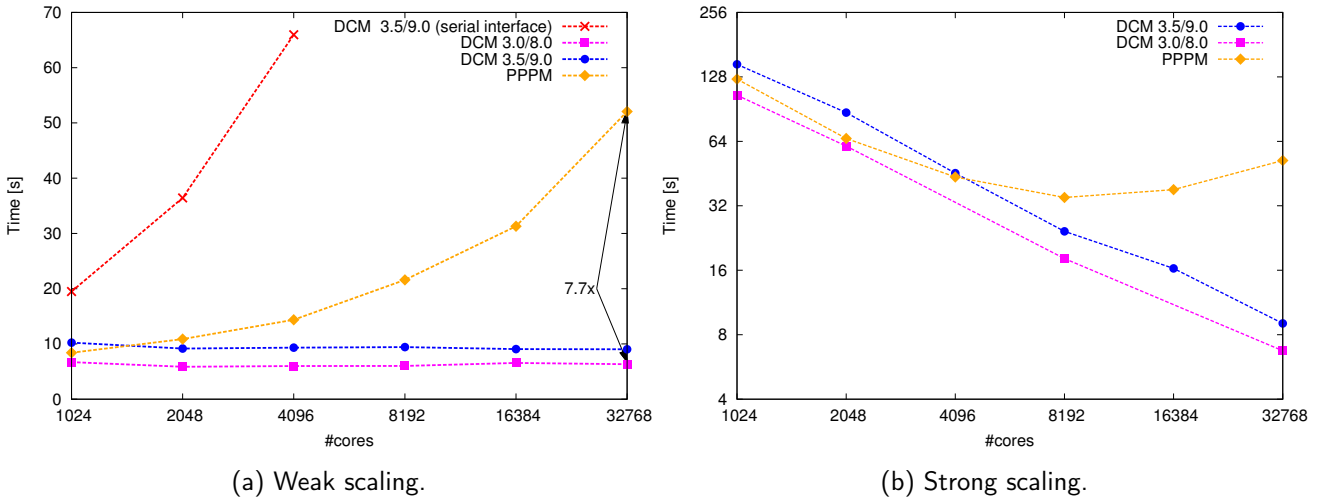 DCM 3.5/9.0 (serial interface)
DCM 3.0/8.0
DCM 3.5/9.0
PPPM
70
60
50
40
30
20
10
0
Time [s]
7.7x
1024 2048 4096 8192 16384 32768
#cores
(a) Weak scaling.
DCM 3.5/9.0
DCM 3.0/8.0
PPPM
256
128
64
32
16
8
4
Time [s]
1024 2048 4096 8192 16384 32768
#cores
(b) Strong scaling.